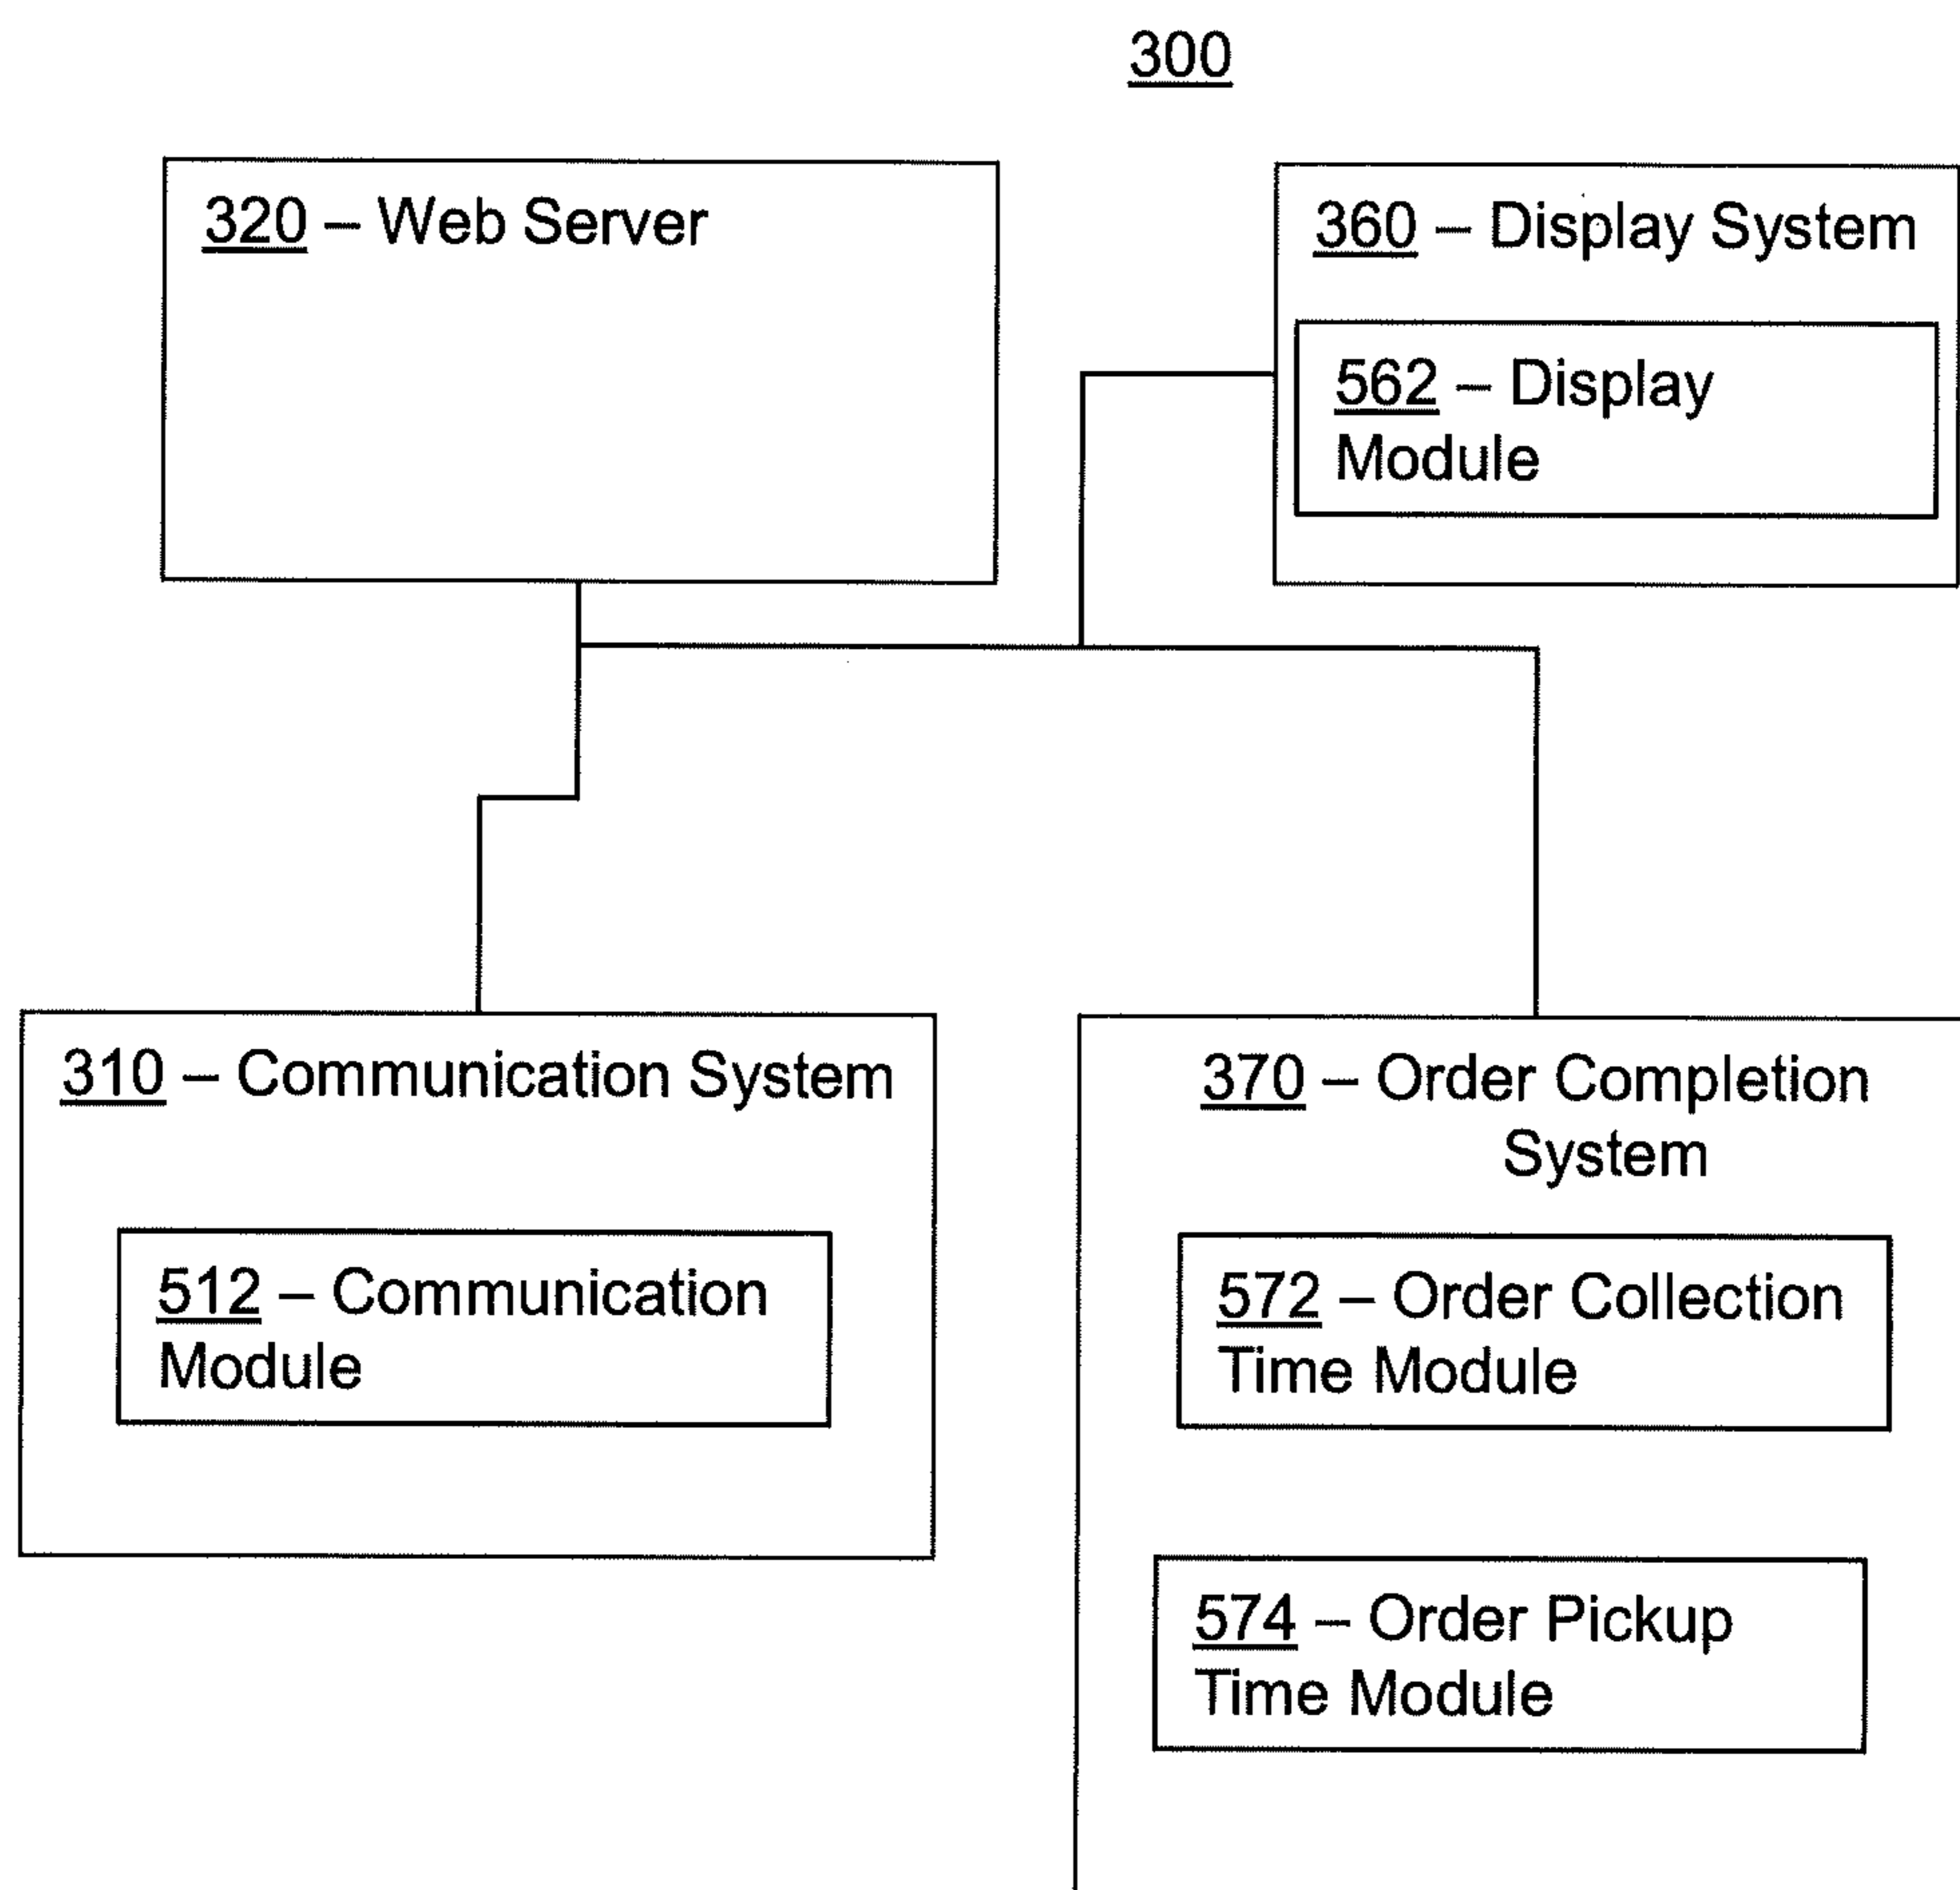 300
320 – Web Server
360 – Display System
562 – Display
Module
310 – Communication System
512 – Communication
Module
370 – Order Completion
System
572 – Order Collection
Time Module
574 – Order Pickup
Time Module